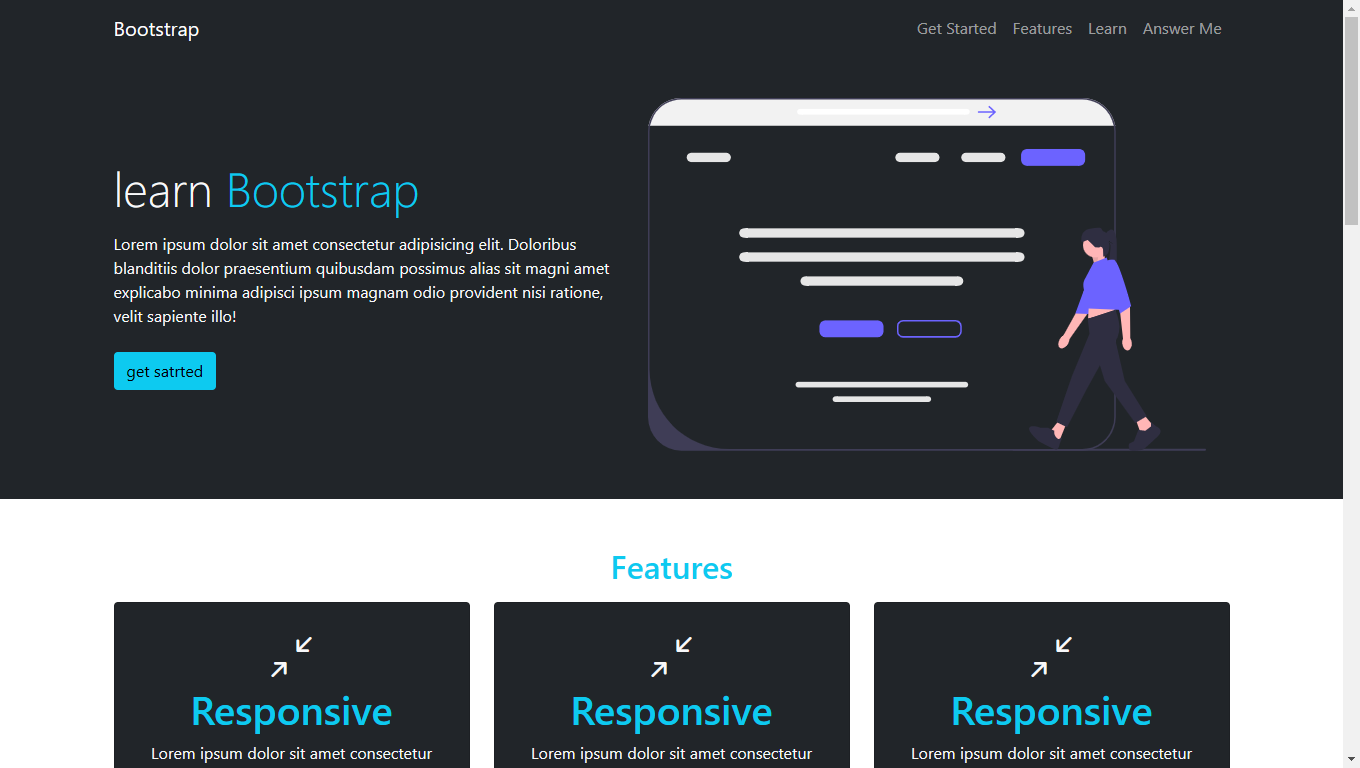 Bootstrap
Get Started Features Learn Answer Me
learn Bootstrap
Lorem ipsum dolor sit amet consectetur adipisicing elit. Doloribus
blanditiis dolor praesentium quibusdam possimus alias sit magni amet
explicabo minima adipisci ipsum magnam odio provident nisi ratione,
velit sapiente illo!
get satrted
Features
Responsive
Lorem ipsum dolor sit amet consectetur
Responsive
Lorem ipsum dolor sit amet consectetur
Responsive
Lorem ipsum dolor sit amet consectetur